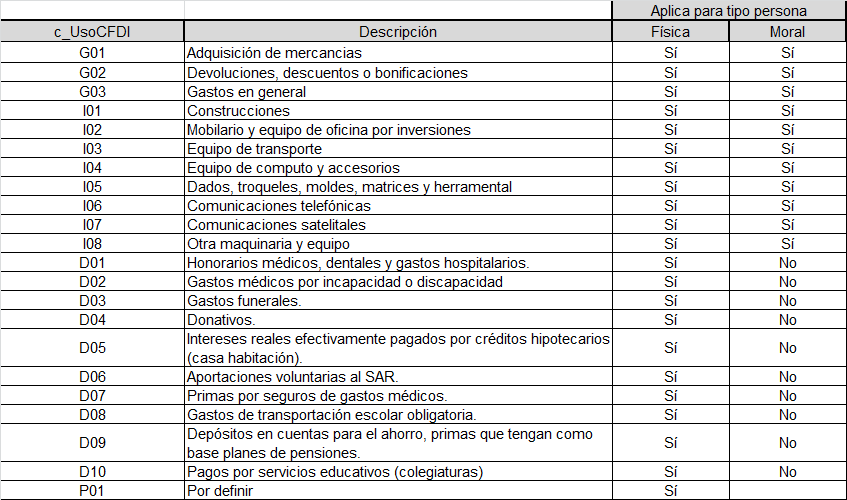 Aplica para tipo persona
c_UsoCFDI Descripción Física Moral
G01 Adquisición de mercancias Sí Sí
G02 Devoluciones, descuentos o bonificaciones Sí Sí
G03 Gastos en general Sí Sí
I01 Construcciones Sí Sí
I02 Mobilario y equipo de oficina por inversiones Sí Sí
I03 Equipo de transporte Sí Sí
I04 Equipo de computo y accesorios Sí Sí
I05 Dados, troqueles, moldes, matrices y herramental Sí Sí
I06 Comunicaciones telefónicas Sí Sí
I07 Comunicaciones satelitales Sí Sí
I08 Otra maquinaria y equipo Sí Sí
D01 Honorarios médicos, dentales y gastos hospitalarios. Sí No
D02 Gastos médicos por incapacidad o discapacidad Sí No
D03 Gastos funerales. Sí No
D04 Donativos. Sí No
D05 Intereses reales efectivamente pagados por créditos hipotecarios
(casa habitación). Sí No
D06 Aportaciones voluntarias al SAR. Sí No
D07 Primas por seguros de gastos médicos. Sí No
D08 Gastos de transportación escolar obligatoria. Sí No
D09 Depósitos en cuentas para el ahorro, primas que tengan como
base planes de pensiones. Sí No
D10 Pagos por servicios educativos (colegiaturas) Sí No
P01 Por definir Sí